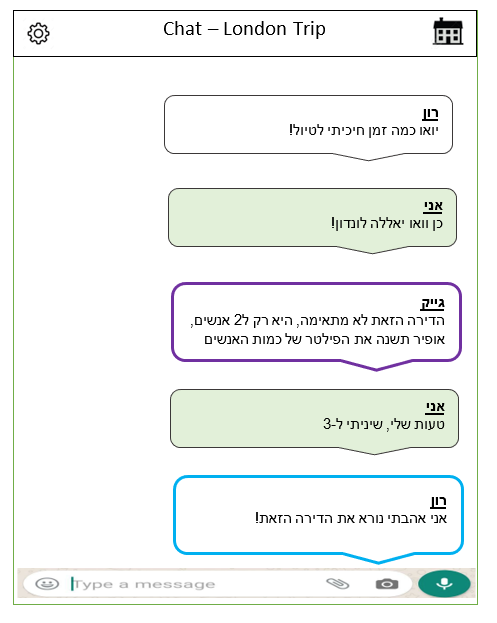 Chat – London Trip
רון
יואו כמה זמן חיכיתי לטיול!
אני
כן וואו יאללה לונדון!
גייק
הדירה הזאת לא מתאימה, היא רק ל2 אנשים,
אופיר תשנה את הפילטר של כמות האנשים
אני
טעות שלי, שיניתי ל-3
רון
אני אהבתי נורא את הדירה הזאת!
Type a message